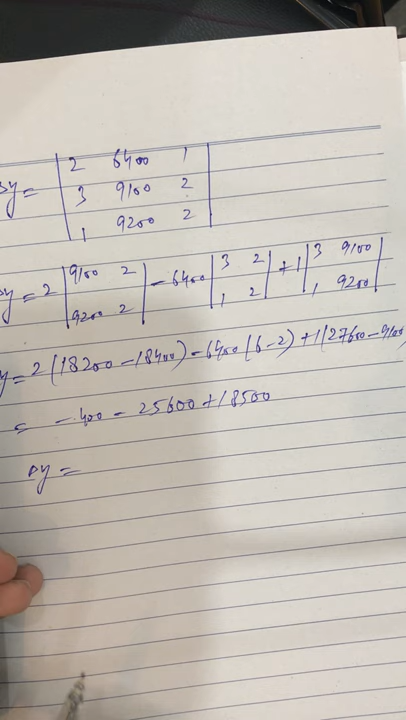 Δy = | 2 6400 1 |
| 3 9100 2 |
| 1 9200 2 |
y = 2 | 9100 2 | - 6400 | 3 2 | + 1 | 3 9100 |
| 9200 2 | | 1 2 | | 1 9200 |
y = 2 (18200 - 18400) - 6400 (6-2) + 1(27600 - 9100
= - 400 - 25600 + 18500
Δy =